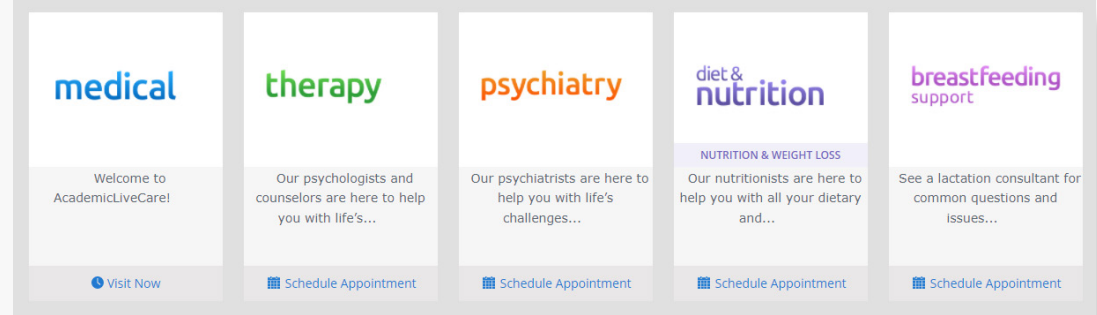 medical
Welcome to
AcademicLiveCare!
Visit Now
therapy
Our psychologists and
counselors are here to help
you with life's...
Schedule Appointment
psychiatry
Our psychiatrists are here to
help you with life's
challenges...
Schedule Appointment
diet &
nutrition
NUTRITION & WEIGHT LOSS
Our nutritionists are here to
help you with all your dietary
and...
Schedule Appointment
breastfeeding
support
See a lactation consultant for
common questions and
issues...
Schedule Appointment